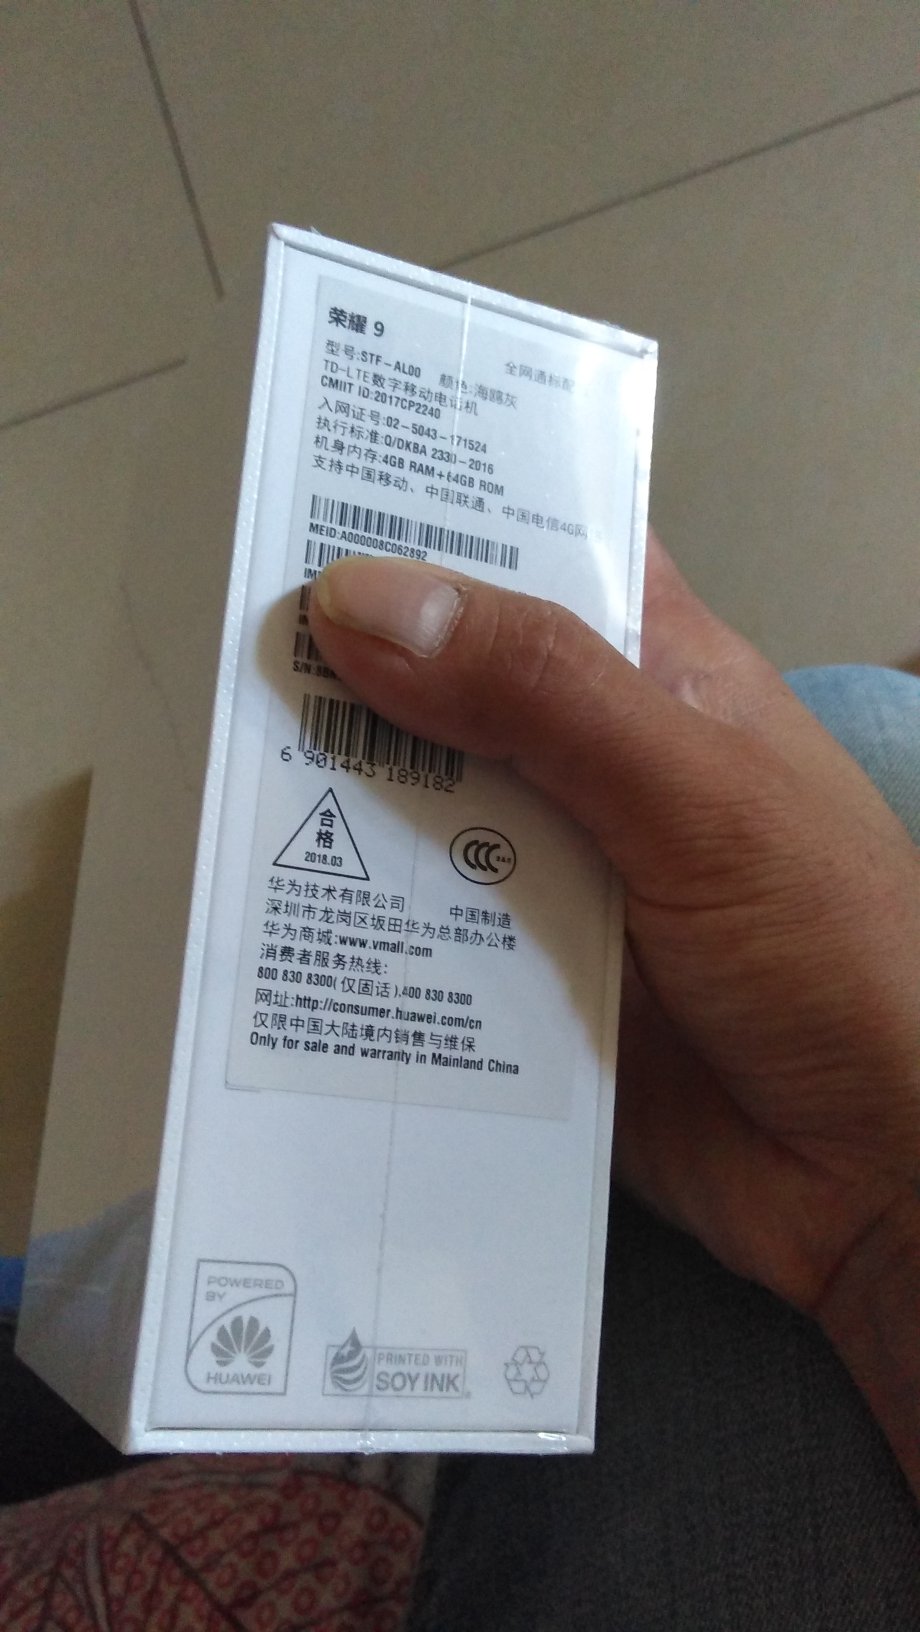 荣耀 9
全网通标配
型号:STF-AL00 颜色:海鸥灰
TD-LTE数字移动电话机
CMIIT ID:2017CP2240
入网证号:02-5043-171524
执行标准:Q/DKBA 2330-2016
机身内存:4GB RAM+64GB ROM
支持中国移动、中国联通、中国电信4G网
MEID:A000008C062892
S/N:
6 901443 189182
合格
2018.03
CCC
华为技术有限公司 中国制造
深圳市龙岗区坂田华为总部办公楼
华为商城:www.vmall.com
消费者服务热线:
800 830 8300(仅固话),400 830 8300
网址:http://consumer.huawei.com/cn
仅限中国大陆境内销售与维保
Only for sale and warranty in Mainland China
POWERED
BY
HUAWEI
PRINTED WITH
SOY INK